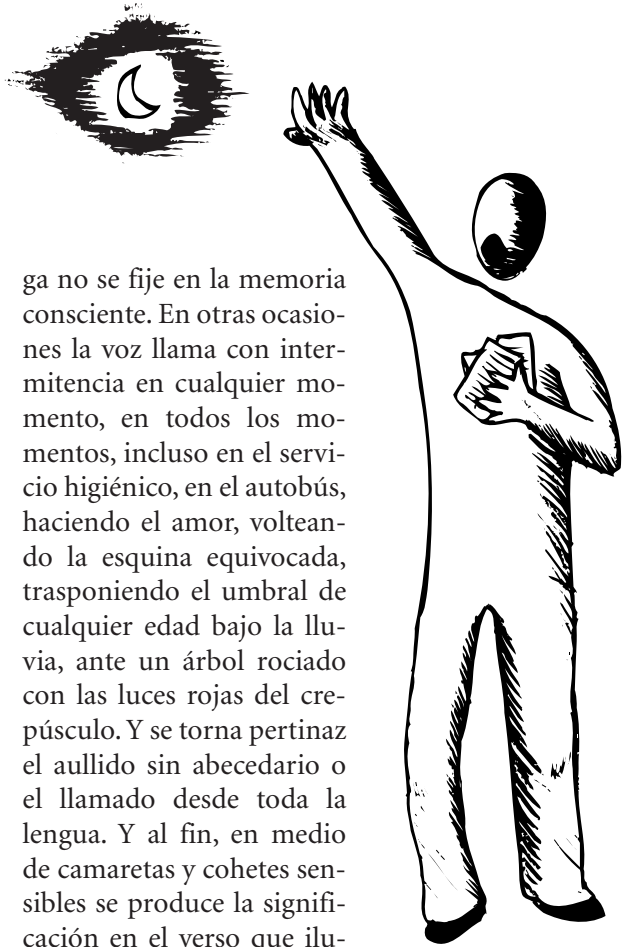 ga no se fije en la memoria
consciente. En otras ocasio-
nes la voz llama con inter-
mitencia en cualquier mo-
mento, en todos los mo-
mentos, incluso en el servi-
cio higiénico, en el autobús,
haciendo el amor, voltean-
do la esquina equivocada,
trasponiendo el umbral de
cualquier edad bajo la llu-
via, ante un árbol rociado
con las luces rojas del cre-
púsculo. Y se torna pertinaz
el aullido sin abecedario o
el llamado desde toda la
lengua. Y al fin, en medio
de camaretas y cohetes sen-
sibles se produce la signifi-
cación en el verso que ilu-